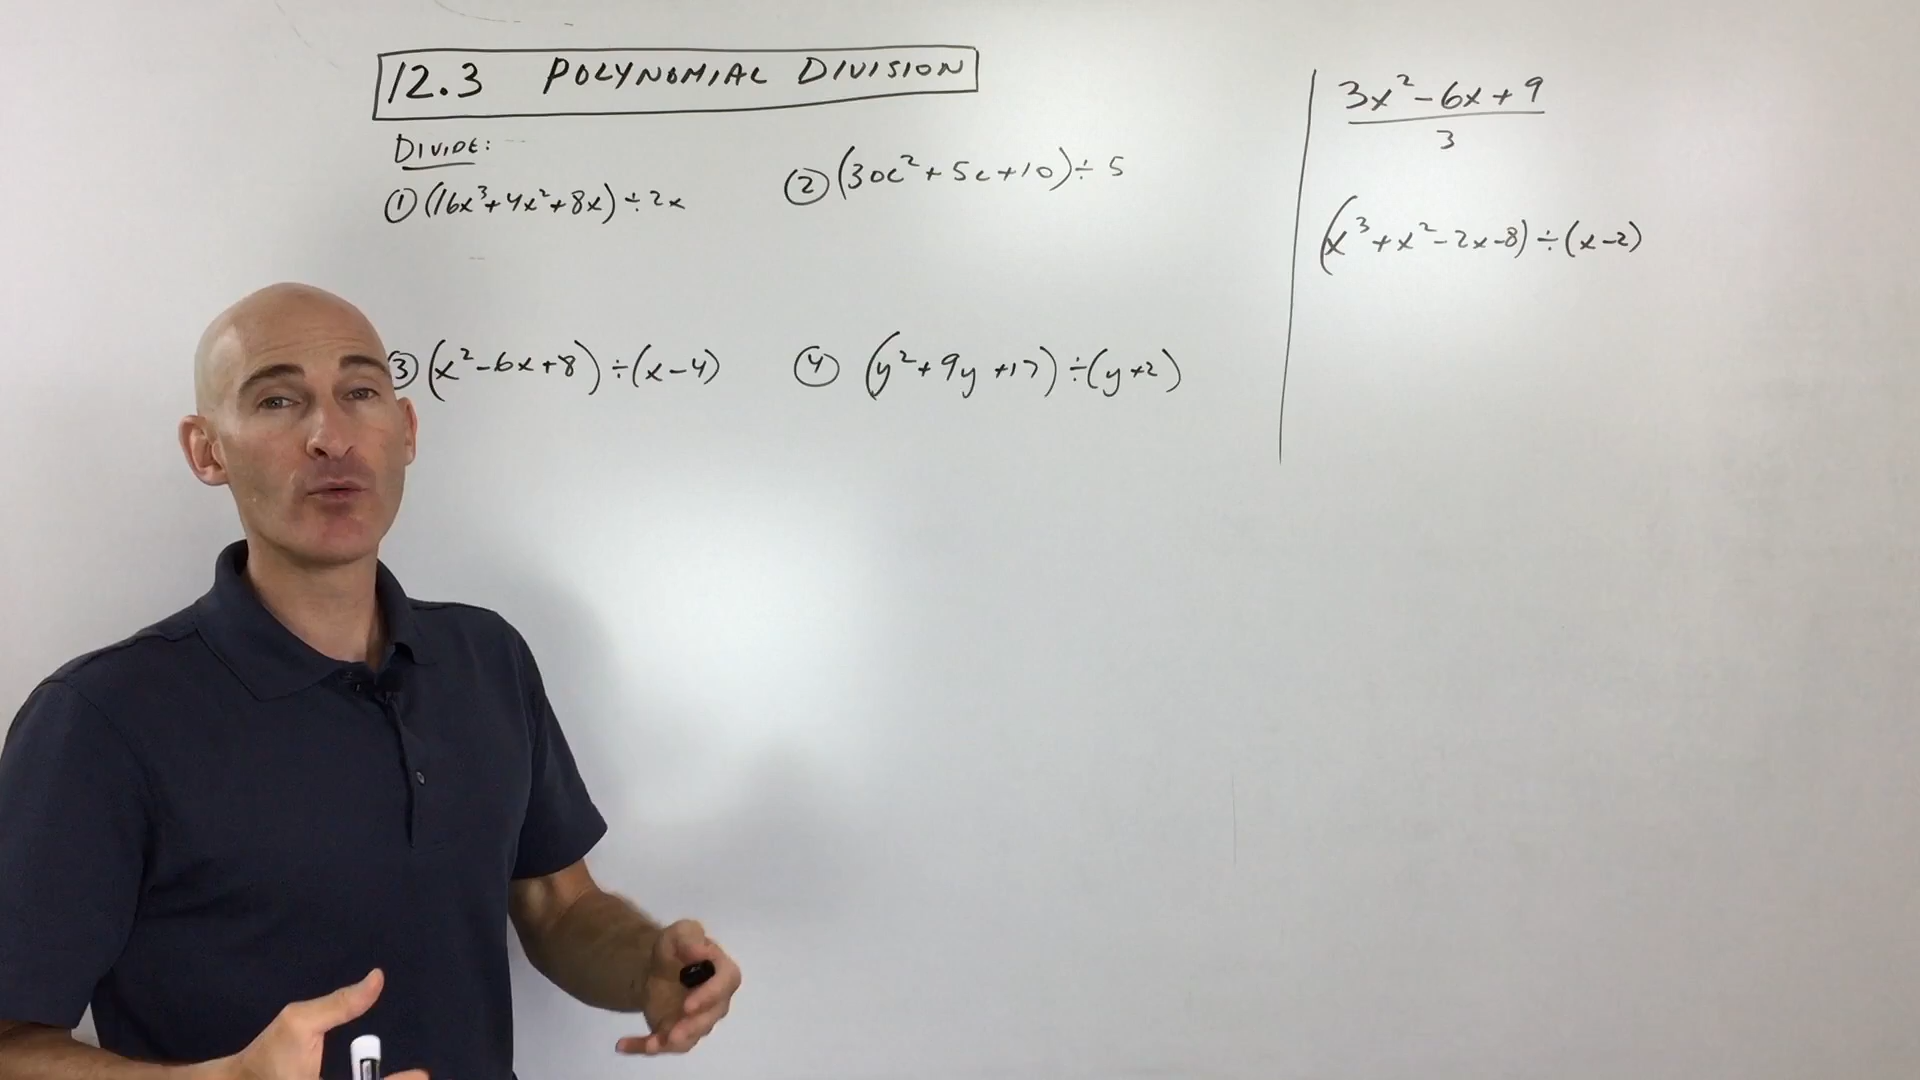 12.3 POLYNOMIAL DIVISION
DIVIDE:
① (16x³+4x²+8x)÷2x
② (30c²+5c+10)÷5
③ (x²-6x+8)÷(x-4)
④ (y²+9y+17)÷(y+2)
3x²-6x+9
3
(x³+x²-2x-8)÷(x-2)